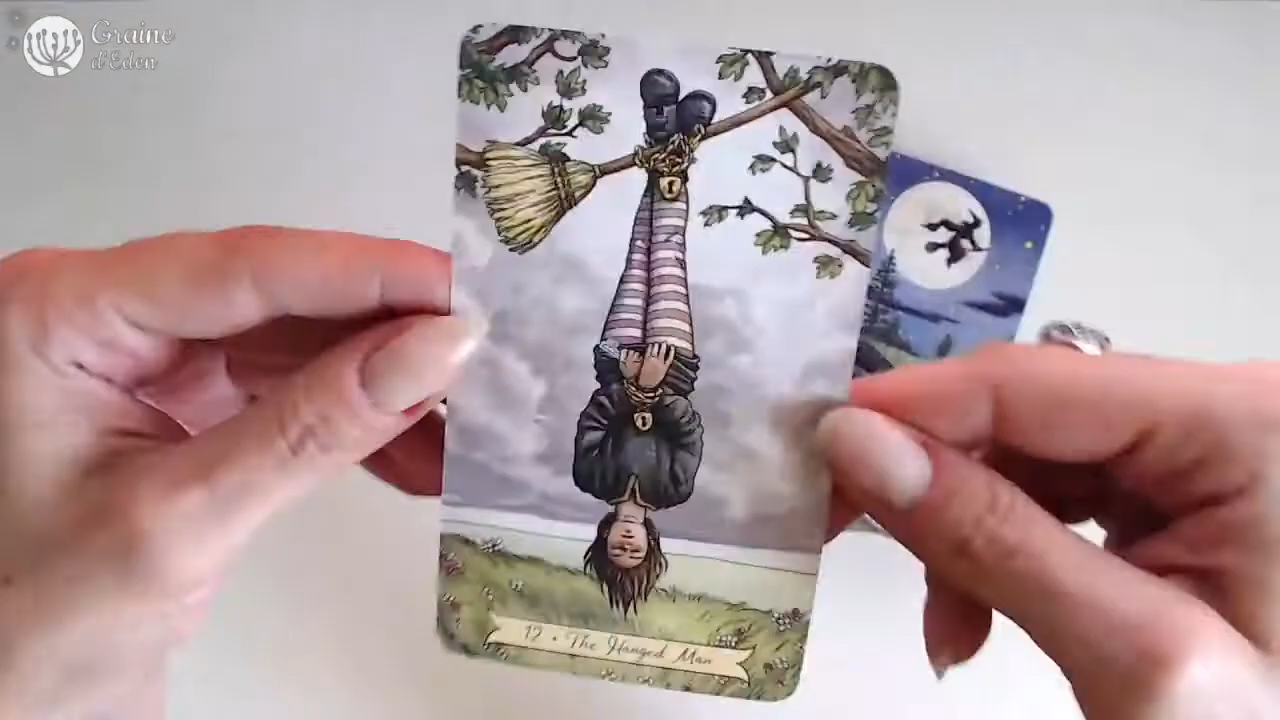 Graine
d'Eden
12 • The Hanged Man